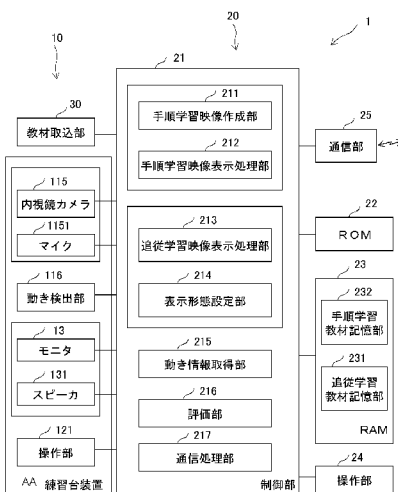 20
1
10
21
30
教材取込部
211
手順学習映像作成部
212
手順学習映像表示処理部
25
通信部
115
内視鏡カメラ
1151
マイク
116
動き検出部
213
追従学習映像表示処理部
214
表示形態設定部
22
ROM
23
232
手順学習
教材記憶部
231
追従学習
教材記憶部
RAM
13
モニタ
131
スピーカ
215
動き情報取得部
216
評価部
217
通信処理部
121
操作部
AA 練習台装置
制御部
24
操作部